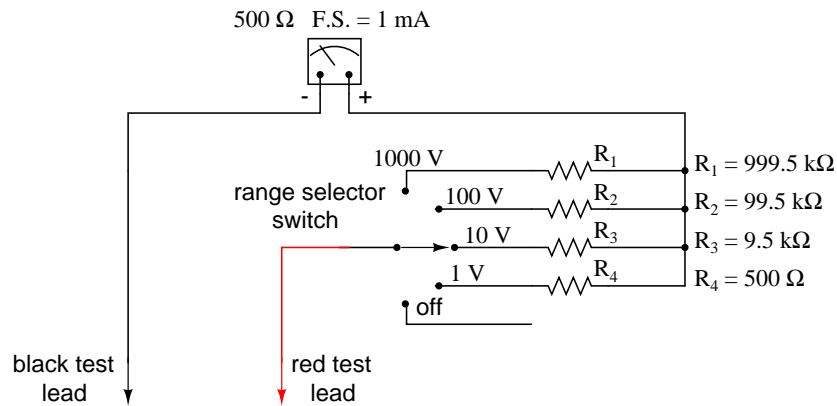 500 Ω F.S. = 1 mA
- +
1000 V R1 R1 = 999.5 kΩ
range selector
switch
100 V R2 R2 = 99.5 kΩ
10 V R3 R3 = 9.5 kΩ
1 V R4 R4 = 500 Ω
off
black test
lead
red test
lead